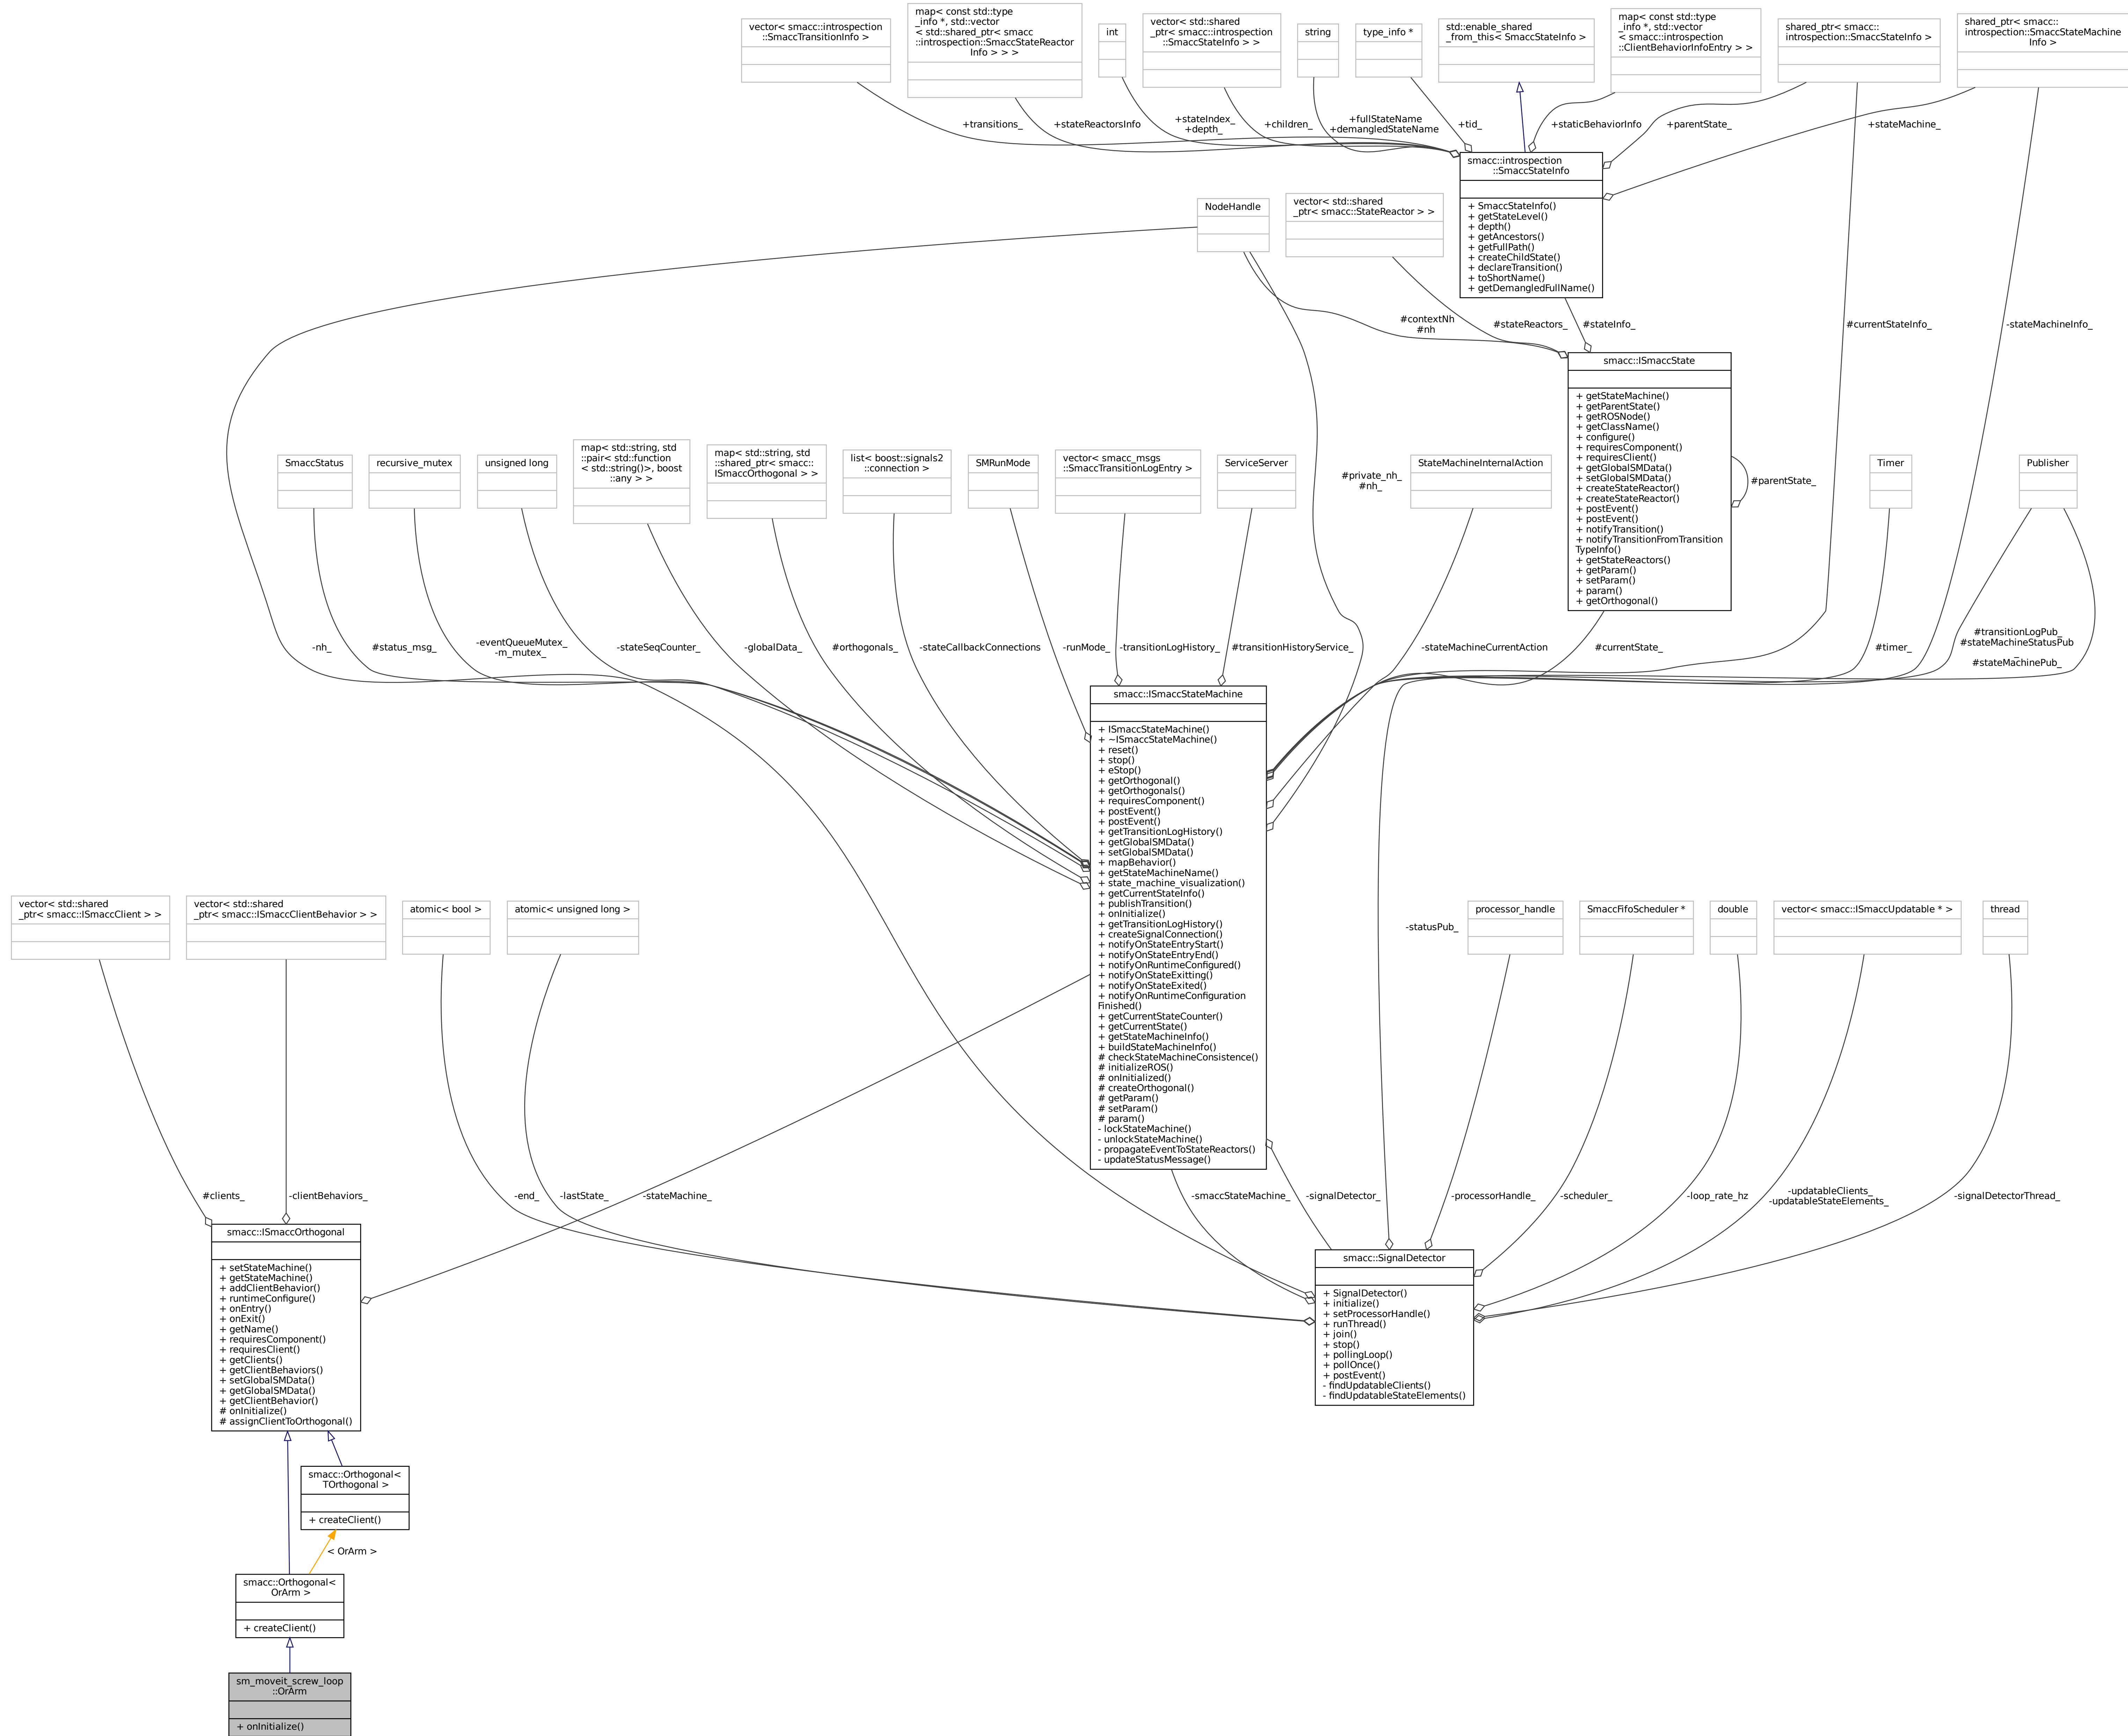 vector< smacc::introspection
::SmaccTransitionInfo >
map< const std::type
_info *, std::vector
< std::shared_ptr< smacc
::introspection::SmaccStateReactor
Info > > >
int
vector< std::shared
_ptr< smacc::introspection
::SmaccStateInfo > >
string
type_info *
std::enable_shared
_from_this< SmaccStateInfo >
map< const std::type
_info *, std::vector
< smacc::introspection
::ClientBehaviorInfoEntry > >
shared_ptr< smacc::
introspection::SmaccStateInfo >
shared_ptr< smacc::
introspection::SmaccStateMachine
Info >
+transitions_
+stateReactorsInfo
+stateIndex_
+depth_
+children_
+fullStateName
+demangledStateName
+tid_
+staticBehaviorInfo
+parentState_
+stateMachine_
smacc::introspection
::SmaccStateInfo
+ SmaccStateInfo()
+ getStateLevel()
+ depth()
+ getAncestors()
+ getFullPath()
+ createChildState()
+ declareTransition()
+ toShortName()
+ getDemangledFullName()
NodeHandle
vector< std::shared
_ptr< smacc::StateReactor > >
#contextNh
#nh
#stateReactors_
#stateInfo_
#currentStateInfo_
-stateMachineInfo_
smacc::ISmaccState
+ getStateMachine()
+ getParentState()
+ getROSNode()
+ getClassName()
+ configure()
+ requiresComponent()
+ requiresClient()
+ getGlobalSMData()
+ setGlobalSMData()
+ createStateReactor()
+ createStateReactor()
+ postEvent()
+ postEvent()
+ notifyTransition()
+ notifyTransitionFromTransition
TypeInfo()
+ getStateReactors()
+ getParam()
+ setParam()
+ param()
+ getOrthogonal()
#parentState_
SmaccStatus
recursive_mutex
unsigned long
map< std::string, std
::pair< std::function
< std::string()>, boost
::any > >
map< std::string, std
::shared_ptr< smacc::
ISmaccOrthogonal > >
list< boost::signals2
::connection >
SMRunMode
vector< smacc_msgs
::SmaccTransitionLogEntry >
ServiceServer
#private_nh_
#nh_
StateMachineInternalAction
Timer
Publisher
-nh_
#status_msg_
-eventQueueMutex_
-m_mutex_
-stateSeqCounter_
-globalData_
#orthogonals_
-stateCallbackConnections
-runMode_
-transitionLogHistory_
#transitionHistoryService_
-stateMachineCurrentAction
#currentState_
#timer_
#transitionLogPub_
#stateMachineStatusPub
_
#stateMachinePub_
smacc::ISmaccStateMachine
+ ISmaccStateMachine()
+ ~ISmaccStateMachine()
+ reset()
+ stop()
+ eStop()
+ getOrthogonal()
+ getOrthogonals()
+ requiresComponent()
+ postEvent()
+ postEvent()
+ getTransitionLogHistory()
+ getGlobalSMData()
+ setGlobalSMData()
+ mapBehavior()
+ getStateMachineName()
+ state_machine_visualization()
+ getCurrentStateInfo()
+ publishTransition()
+ onInitialize()
+ getTransitionLogHistory()
+ createSignalConnection()
+ notifyOnStateEntryStart()
+ notifyOnStateEntryEnd()
+ notifyOnRuntimeConfigured()
+ notifyOnStateExitting()
+ notifyOnStateExited()
+ notifyOnRuntimeConfiguration
Finished()
+ getCurrentStateCounter()
+ getCurrentState()
+ getStateMachineInfo()
+ buildStateMachineInfo()
# checkStateMachineConsistence()
# initializeROS()
# onInitialized()
# createOrthogonal()
# getParam()
# setParam()
# param()
- lockStateMachine()
- unlockStateMachine()
- propagateEventToStateReactors()
- updateStatusMessage()
vector< std::shared
_ptr< smacc::ISmaccClient > >
vector< std::shared
_ptr< smacc::ISmaccClientBehavior > >
atomic< bool >
atomic< unsigned long >
-statusPub_
processor_handle
SmaccFifoScheduler *
double
vector< smacc::ISmaccUpdatable * >
thread
#clients_
-clientBehaviors_
-end_
-lastState_
-stateMachine_
-smaccStateMachine_
-signalDetector_
-processorHandle_
-scheduler_
-loop_rate_hz
-updatableClients_
-updatableStateElements_
-signalDetectorThread_
smacc::ISmaccOrthogonal
+ setStateMachine()
+ getStateMachine()
+ addClientBehavior()
+ runtimeConfigure()
+ onEntry()
+ onExit()
+ getName()
+ requiresComponent()
+ requiresClient()
+ getClients()
+ getClientBehaviors()
+ setGlobalSMData()
+ getGlobalSMData()
+ getClientBehavior()
# onInitialize()
# assignClientToOrthogonal()
smacc::SignalDetector
+ SignalDetector()
+ initialize()
+ setProcessorHandle()
+ runThread()
+ join()
+ stop()
+ pollingLoop()
+ pollOnce()
+ postEvent()
- findUpdatableClients()
- findUpdatableStateElements()
smacc::Orthogonal<
TOrthogonal >
+ createClient()
< OrArm >
smacc::Orthogonal<
OrArm >
+ createClient()
sm_moveit_screw_loop
::OrArm
+ onInitialize()